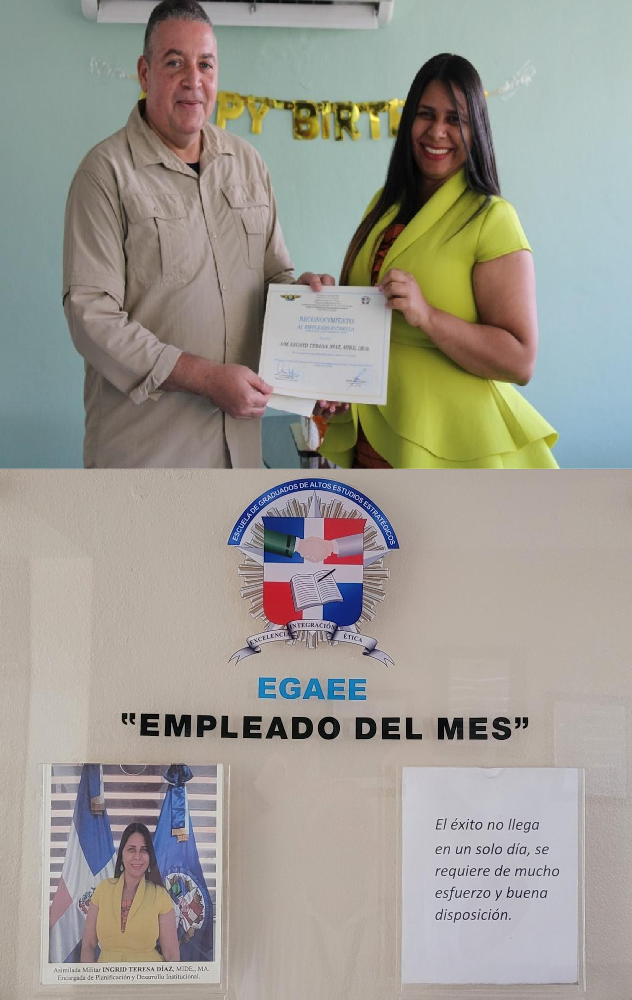 PY BIRTH
RECONOCIMIENTO
AL EMPLEADO ESTRELLA
A/M. INGRID TERESA DÍAZ, MIDE, (MA).
ESCUELA DE GRADUADOS DE ALTOS ESTUDIOS ESTRATÉGICOS
EXCELENCIA INTEGRACIÓN ÉTICA
EGAEE
“EMPLEADO DEL MES”
Asimilada Militar INGRID TERESA DÍAZ, MIDE., MA.
Encargada de Planificación y Desarrollo Institucional.
El éxito no llega
en un solo día, se
requiere de mucho
esfuerzo y buena
disposición.